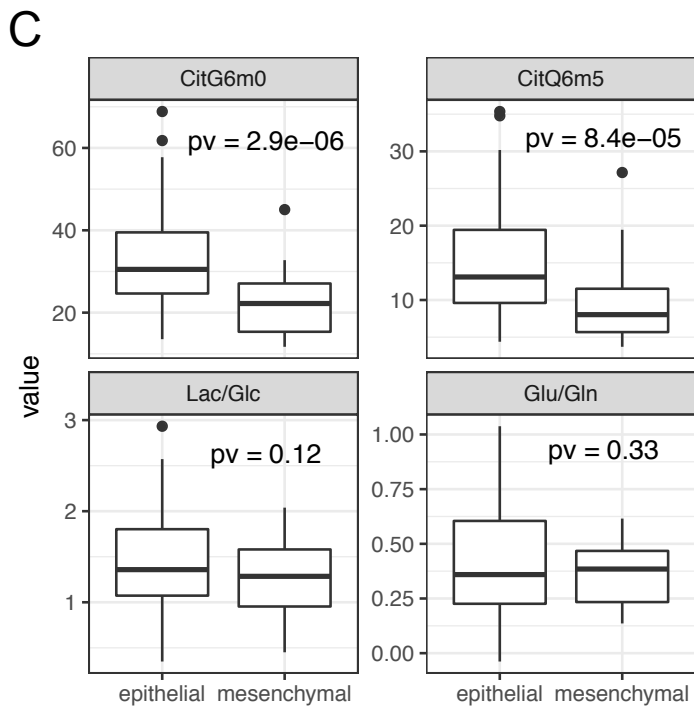 C
CitG6m0
CitQ6m5
pv = 2.9e−06
pv = 8.4e−05
60
40
20
30
20
10
value
Lac/Glc
Glu/Gln
pv = 0.12
pv = 0.33
3
2
1
1.00
0.75
0.50
0.25
0.00
epithelial mesenchymal
epithelial mesenchymal